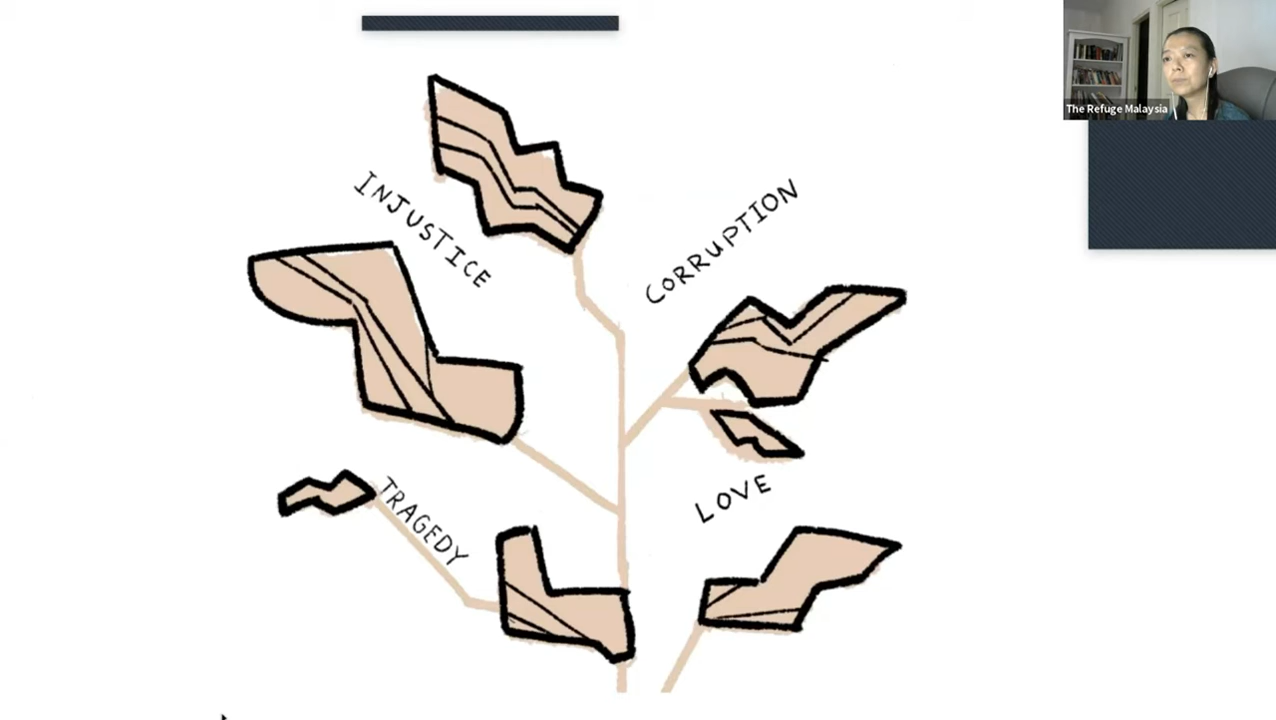 The Refuge Malaysia
INJUSTICE
CORRUPTION
TRAGEDY
LOVE